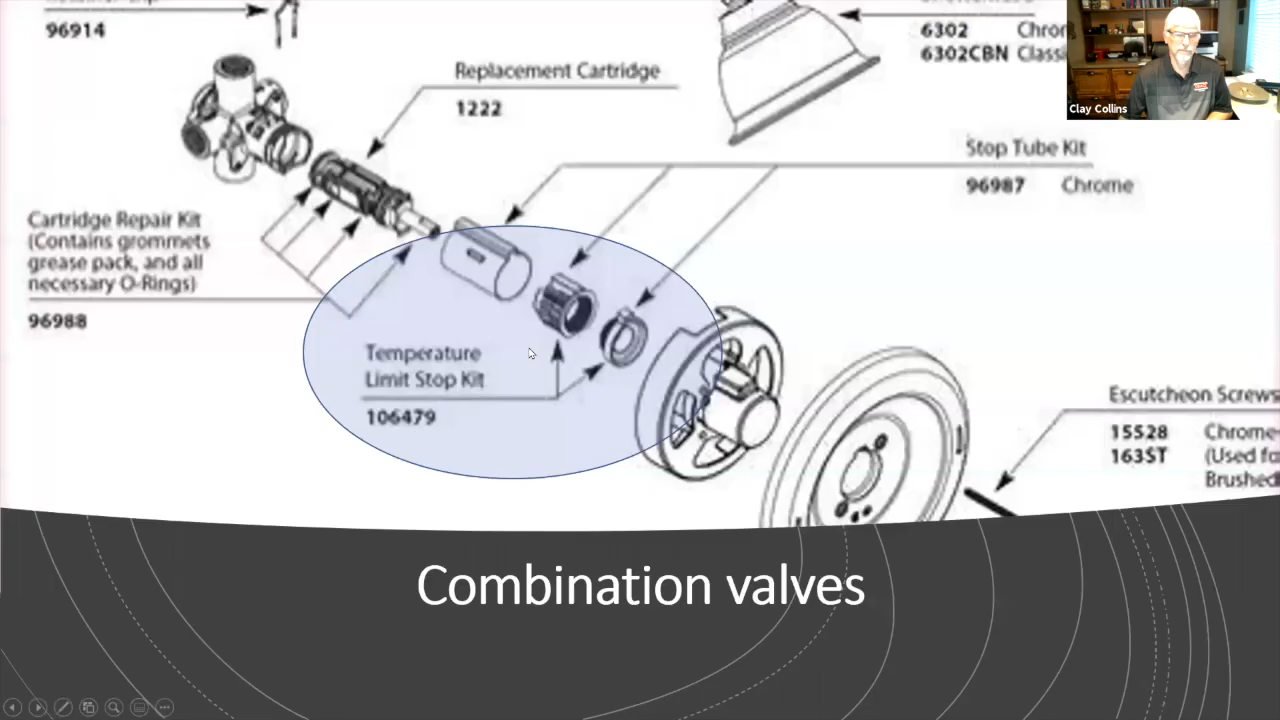 96914
6302 Chrom
6302CBN Classi
Clay Collins
Replacement Cartridge
1222
Stop Tube Kit
96987 Chrome
Cartridge Repair Kit
(Contains grommets
grease pack, and all
necessary O-Rings)
96988
Temperature
Limit Stop Kit
106479
Escutcheon Screws
15528 Chrome
163ST (Used fo
Brushed
Combination valves